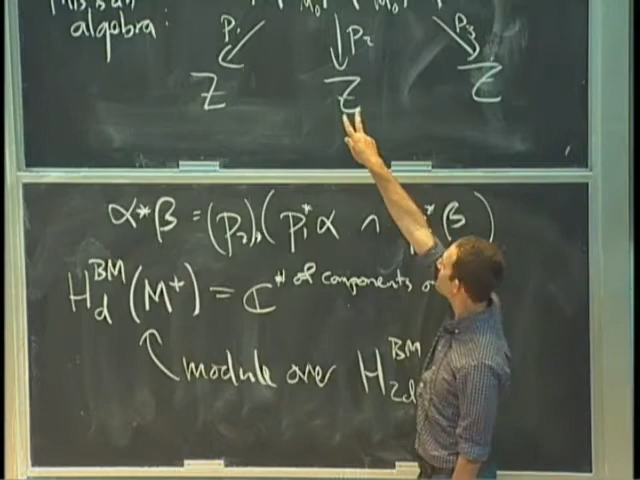 algebra:
P₁ P₂ P₃
Z Z Z
α*β = (p₂)₊(p₁*α ∩ *β)
H_d^BM(M⁺) = ℂ^# of components
module over H_2d^BM